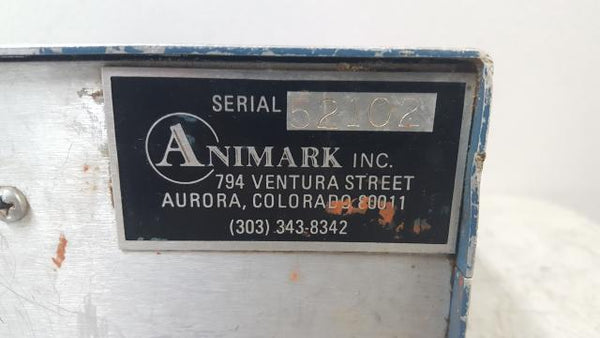 SERIAL 52102
ANIMARK INC.
794 VENTURA STREET
AURORA, COLORADO 80011
(303) 343-8342